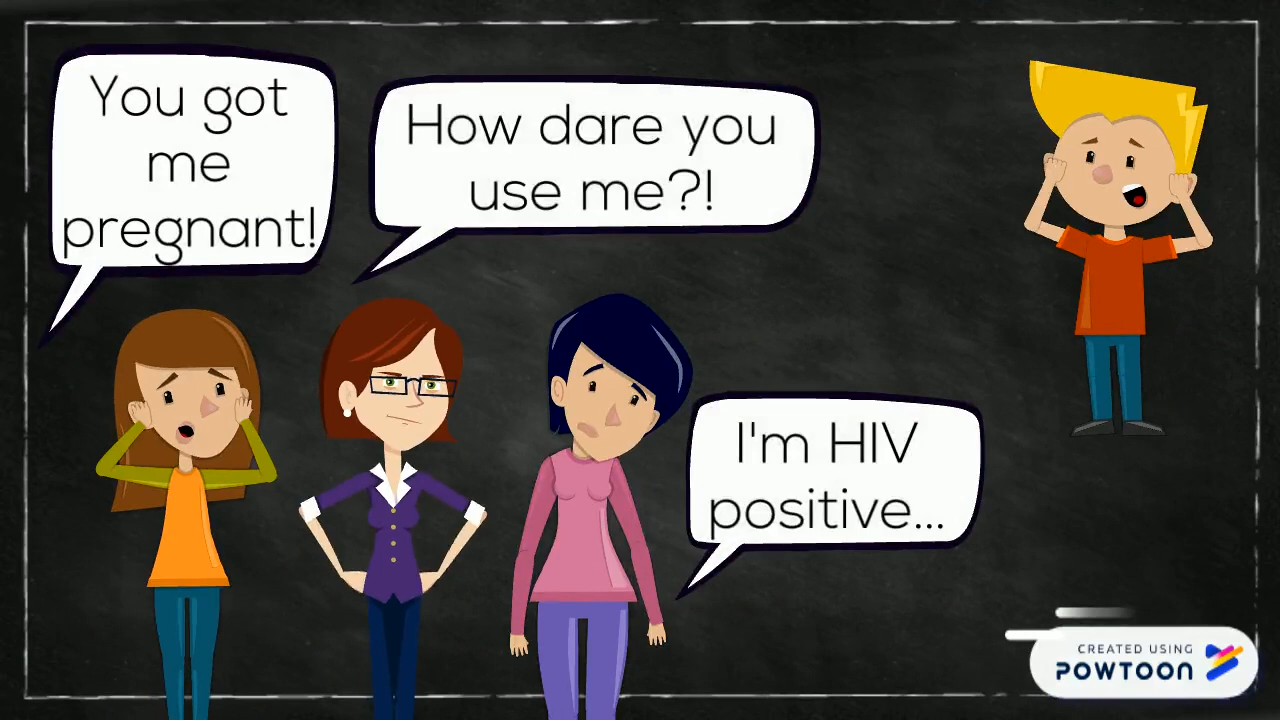 You got
me
pregnant!
How dare you
use me?!
I'm HIV
positive...
CREATED USING
POWTOON